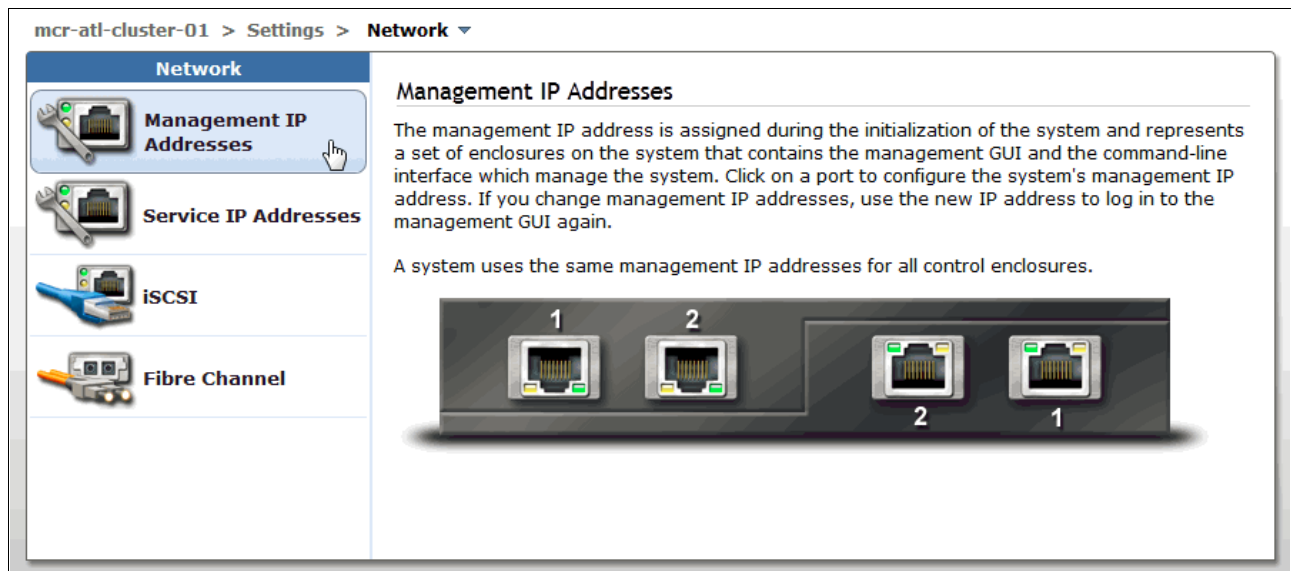 mcr-atl-cluster-01 > Settings > Network
Network
Management IP
Addresses
Service IP Addresses
iSCSI
Fibre Channel
Management IP Addresses
The management IP address is assigned during the initialization of the system and represents
a set of enclosures on the system that contains the management GUI and the command-line
interface which manage the system. Click on a port to configure the system's management IP
address. If you change management IP addresses, use the new IP address to log in to the
management GUI again.
A system uses the same management IP addresses for all control enclosures.
1 2
2 1